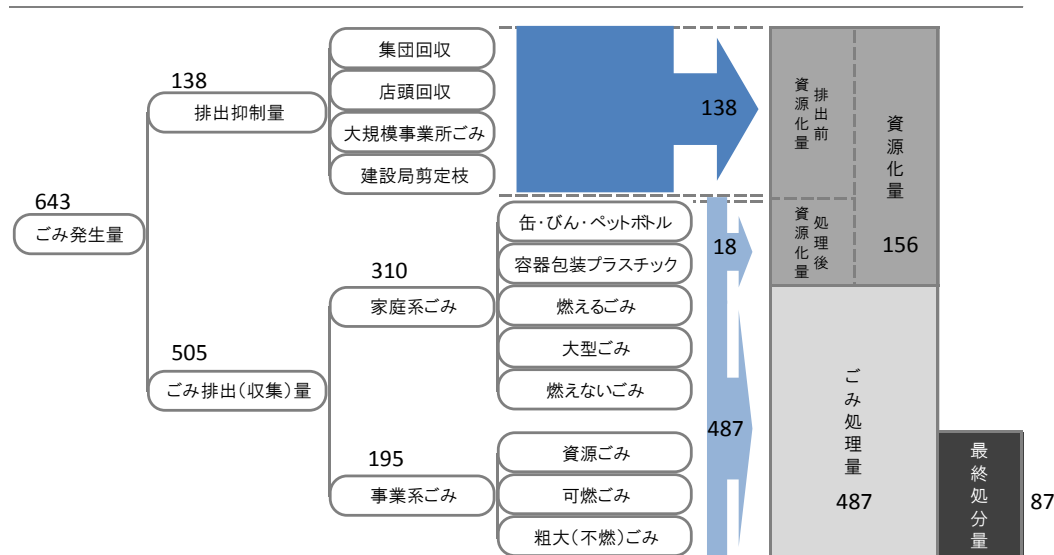 643
ごみ発生量
138
排出抑制量
集団回収
店頭回収
大規模事業所ごみ
建設局剪定枝
505
ごみ排出(収集)量
310
家庭系ごみ
缶・びん・ペットボトル
容器包装プラスチック
燃えるごみ
大型ごみ
燃えないごみ
195
事業系ごみ
資源ごみ
可燃ごみ
粗大(不燃)ごみ
138
18
487
排出前
資源化量
処理後
資源化量
資源化量
156
ごみ処理量
487
最終処分量
87